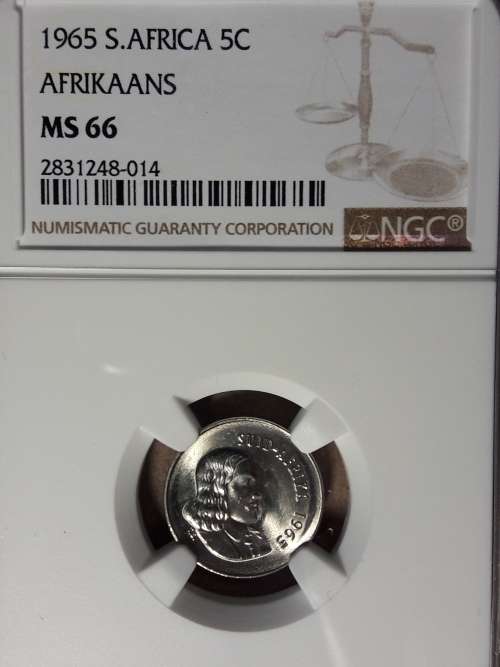 1965 S.AFRICA 5C
AFRIKAANS
MS 66
2831248-014
NUMISMATIC GUARANTY CORPORATION NGC®
SUID-AFRIKA 1965